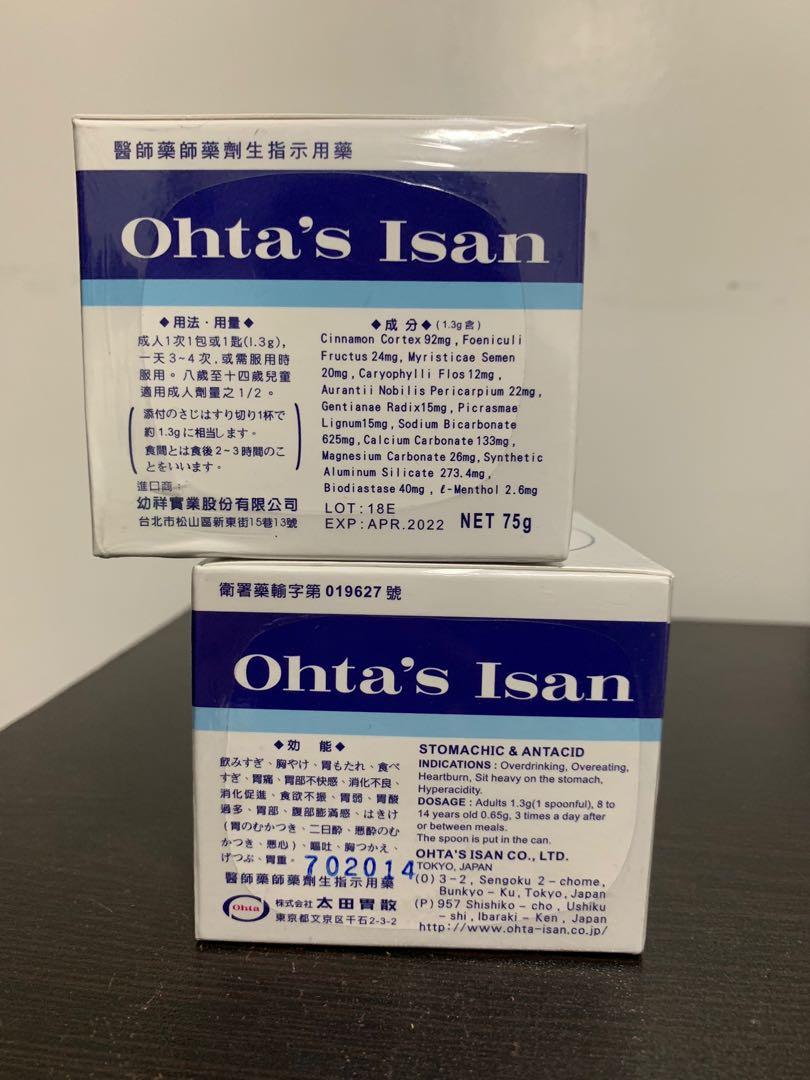 醫師藥師藥劑生指示用藥
Ohta's Isan
◆用法・用量◆
成人1次1包或1匙(1.3g),
一天3~4次,或需服用時
服用。八歲至十四歲兒童
適用成人劑量之1/2。
添付のさじはすり切り1杯で
約1.3gに相当します。
食間とは食後2~3時間のこ
とをいいます。
進口商:
幼祥實業股份有限公司
台北市松山區新東街15巷13號
◆成分◆(1.3g含)
Cinnamon Cortex 92mg, Foeniculi
Fructus 24mg, Myristicae Semen
20mg, Caryophylli Flos 12mg,
Aurantii Nobilis Pericarpium 22mg,
Gentianae Radix15mg, Picrasmae
Lignum15mg, Sodium Bicarbonate
625mg, Calcium Carbonate 133mg,
Magnesium Carbonate 26mg, Synthetic
Aluminum Silicate 273.4mg,
Biodiastase 40mg, ℓ-Menthol 2.6mg
LOT:18E
EXP:APR.2022 NET 75g
衛署藥輸字第019627號
Ohta's Isan
◆効 能◆
飲みすぎ、胸やけ、胃もたれ、食べ
すぎ、胃痛、胃部不快感、消化不良、
消化促進、食欲不振、胃弱、胃酸
過多、胃部、腹部膨満感、はきけ
(胃のむかつき、二日酔、悪酔のむ
かつき、悪心)、嘔吐、胸つかえ、
げつぷ、胃重。
702014
醫師藥師藥劑生指示用藥
Ohta 株式会社 太田胃散
東京都文京区千石2-3-2
STOMACHIC & ANTACID
INDICATIONS : Overdrinking, Overeating,
Heartburn, Sit heavy on the stomach,
Hyperacidity.
DOSAGE : Adults 1.3g(1 spoonful), 8 to
14 years old 0.65g, 3 times a day after
or between meals.
The spoon is put in the can.
OHTA'S ISAN CO., LTD.
TOKYO, JAPAN
(O) 3-2, Sengoku 2-chome,
Bunkyo-Ku, Tokyo, Japan
(P) 957 Shishiko-cho, Ushiku
-shi, Ibaraki-Ken, Japan
http://www.ohta-isan.co.jp/